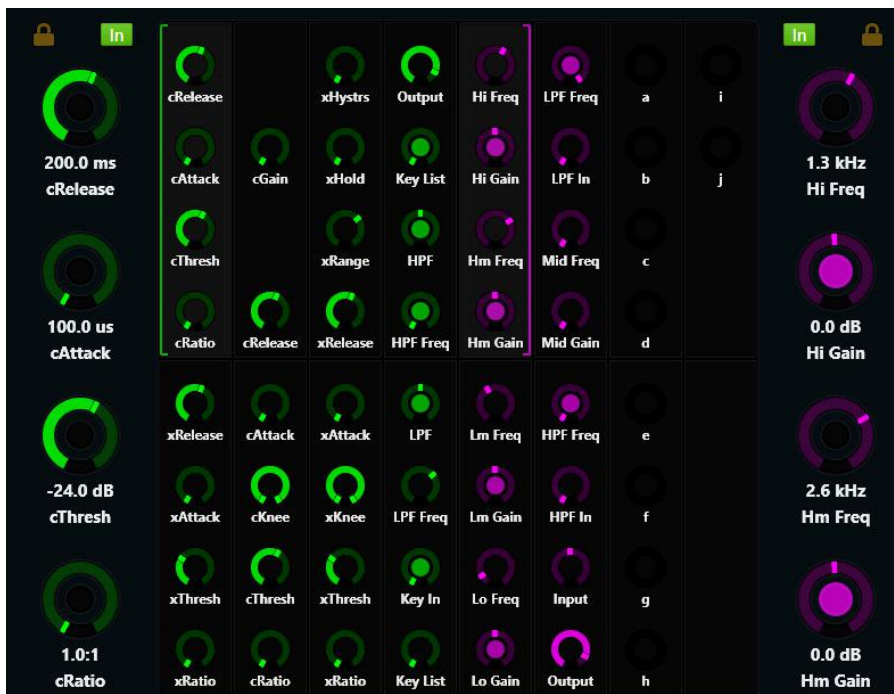 In
In
200.0 ms
cRelease
100.0 us
cAttack
-24.0 dB
cThresh
1.0:1
cRatio
cRelease xHystrs Output Hi Freq LPF Freq a i
cAttack cGain xHold Key List Hi Gain LPF In b j
cThresh xRange HPF Hm Freq Mid Freq c
cRatio cRelease xRelease HPF Freq Hm Gain Mid Gain d
xRelease cAttack xAttack LPF Lm Freq HPF Freq e
xAttack cKnee xKnee LPF Freq Lm Gain HPF In f
xThresh cThresh xThresh Key In Lo Freq Input g
xRatio cRatio xRatio Key List Lo Gain Output h
1.3 kHz
Hi Freq
0.0 dB
Hi Gain
2.6 kHz
Hm Freq
0.0 dB
Hm Gain